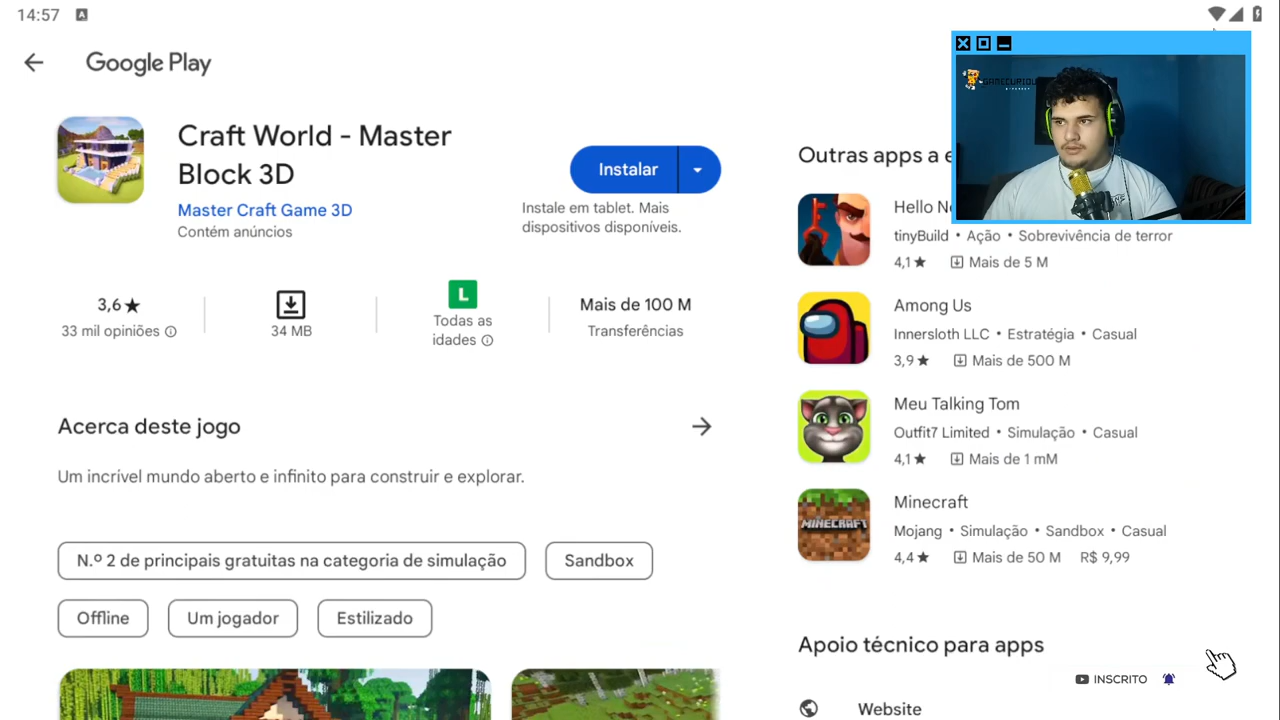 14:57
Google Play
Craft World - Master
Block 3D
Master Craft Game 3D
Contém anúncios
Instalar
Instale em tablet. Mais
dispositivos disponíveis.
3,6★
33 mil opiniões
34 MB
L
Todas as
idades
Mais de 100 M
Transferências
Acerca deste jogo
Um incrível mundo aberto e infinito para construir e explorar.
N.º 2 de principais gratuitas na categoria de simulação
Sandbox
Offline
Um jogador
Estilizado
Outras apps a e
Hello Ne
tinyBuild • Ação • Sobrevivência de terror
4,1★ Mais de 5 M
Among Us
Innersloth LLC • Estratégia • Casual
3,9★ Mais de 500 M
Meu Talking Tom
Outfit7 Limited • Simulação • Casual
4,1★ Mais de 1 mM
MINECRAFT
Minecraft
Mojang • Simulação • Sandbox • Casual
4,4★ Mais de 50 M R$ 9,99
Apoio técnico para apps
INSCRITO
Website